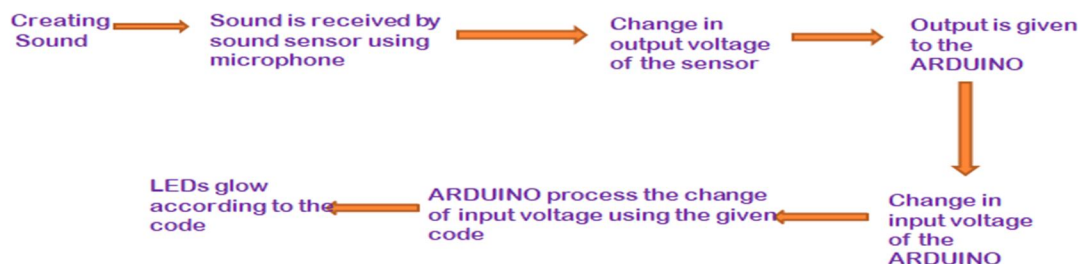 Creating
Sound
Sound is received by
sound sensor using
microphone
Change in
output voltage
of the sensor
Output is given
to the
ARDUINO
Change in
input voltage
of the
ARDUINO
ARDUINO process the change
of input voltage using the given
code
LEDs glow
according to the
code